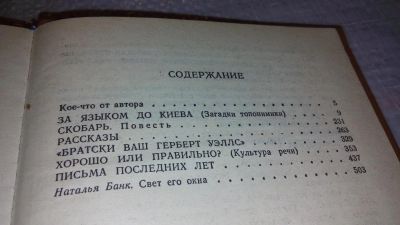 СОДЕРЖАНИЕ
Кое-что от автора . . . . . . . . . . . . . . 5
ЗА ЯЗЫКОМ ДО КИЕВА (Загадки топонимики) . . . 9
СКОБАРЬ. Повесть . . . . . . . . . . . . . . 231
РАССКАЗЫ . . . . . . . . . . . . . . . . . . 263
«БРАТСКИ ВАШ ГЕРБЕРТ УЭЛЛС» . . . . . . . . . 329
ХОРОШО ИЛИ ПРАВИЛЬНО? (Культура речи) . . . . 353
ПИСЬМА ПОСЛЕДНИХ ЛЕТ . . . . . . . . . . . . 437
Наталья Банк. Свет его окна . . . . . . . . . 503